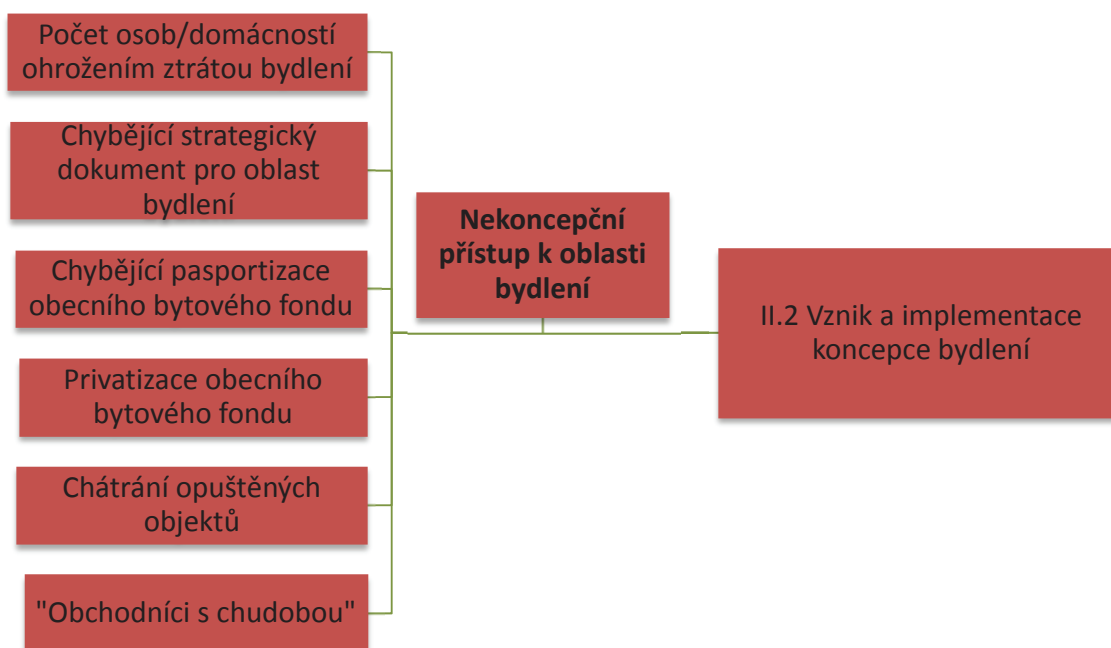 Počet osob/domácností
ohrožením ztrátou bydlení
Chybějící strategický
dokument pro oblast
bydlení
Chybějící pasportizace
obecního bytového fondu
Privatizace obecního
bytového fondu
Chátrání opuštěných
objektů
"Obchodníci s chudobou"
Nekoncepční
přístup k oblasti
bydlení
II.2 Vznik a implementace
koncepce bydlení